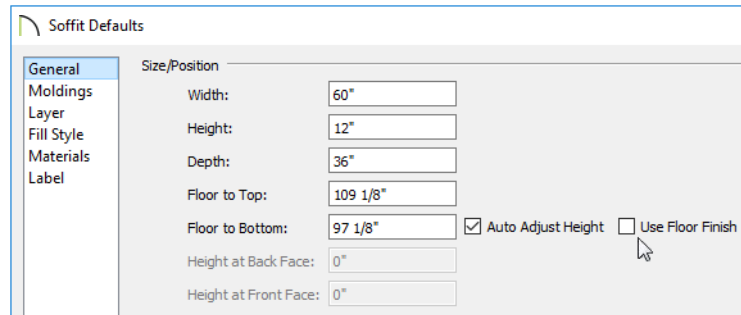 Soffit Defaults
General
Moldings
Layer
Fill Style
Materials
Label
Size/Position
Width: 60"
Height: 12"
Depth: 36"
Floor to Top: 109 1/8"
Floor to Bottom: 97 1/8" Auto Adjust Height Use Floor Finish
Height at Back Face: 0"
Height at Front Face: 0"